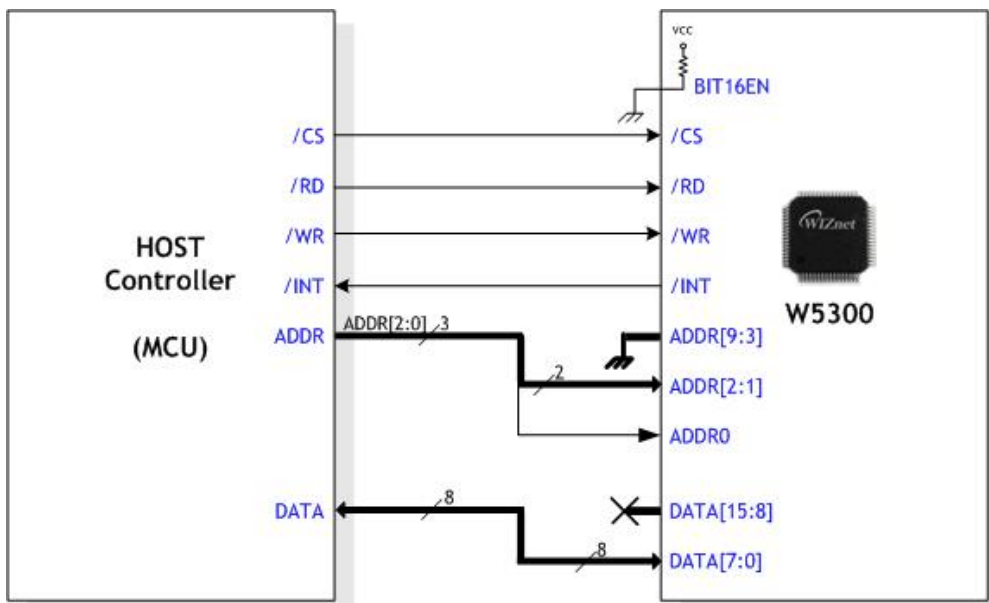 VCC
BIT16EN
/CS
/CS
/RD
/RD
/WR
/WR
WIZnet
HOST
Controller
/INT
/INT
W5300
(MCU)
ADDR
ADDR[2:0]
3
ADDR[9:3]
2
ADDR[2:1]
ADDR0
DATA
8
DATA[15:8]
8
DATA[7:0]